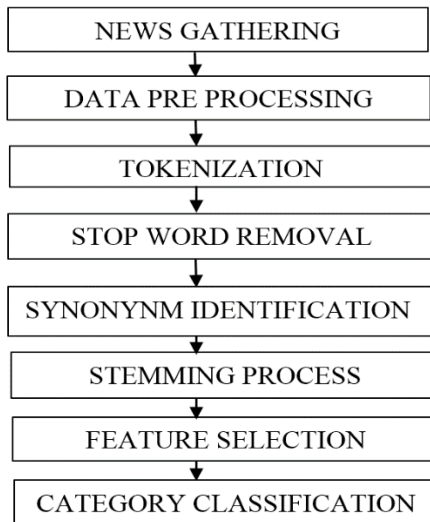 NEWS GATHERING
DATA PRE PROCESSING
TOKENIZATION
STOP WORD REMOVAL
SYNONYNM IDENTIFICATION
STEMMING PROCESS
FEATURE SELECTION
CATEGORY CLASSIFICATION